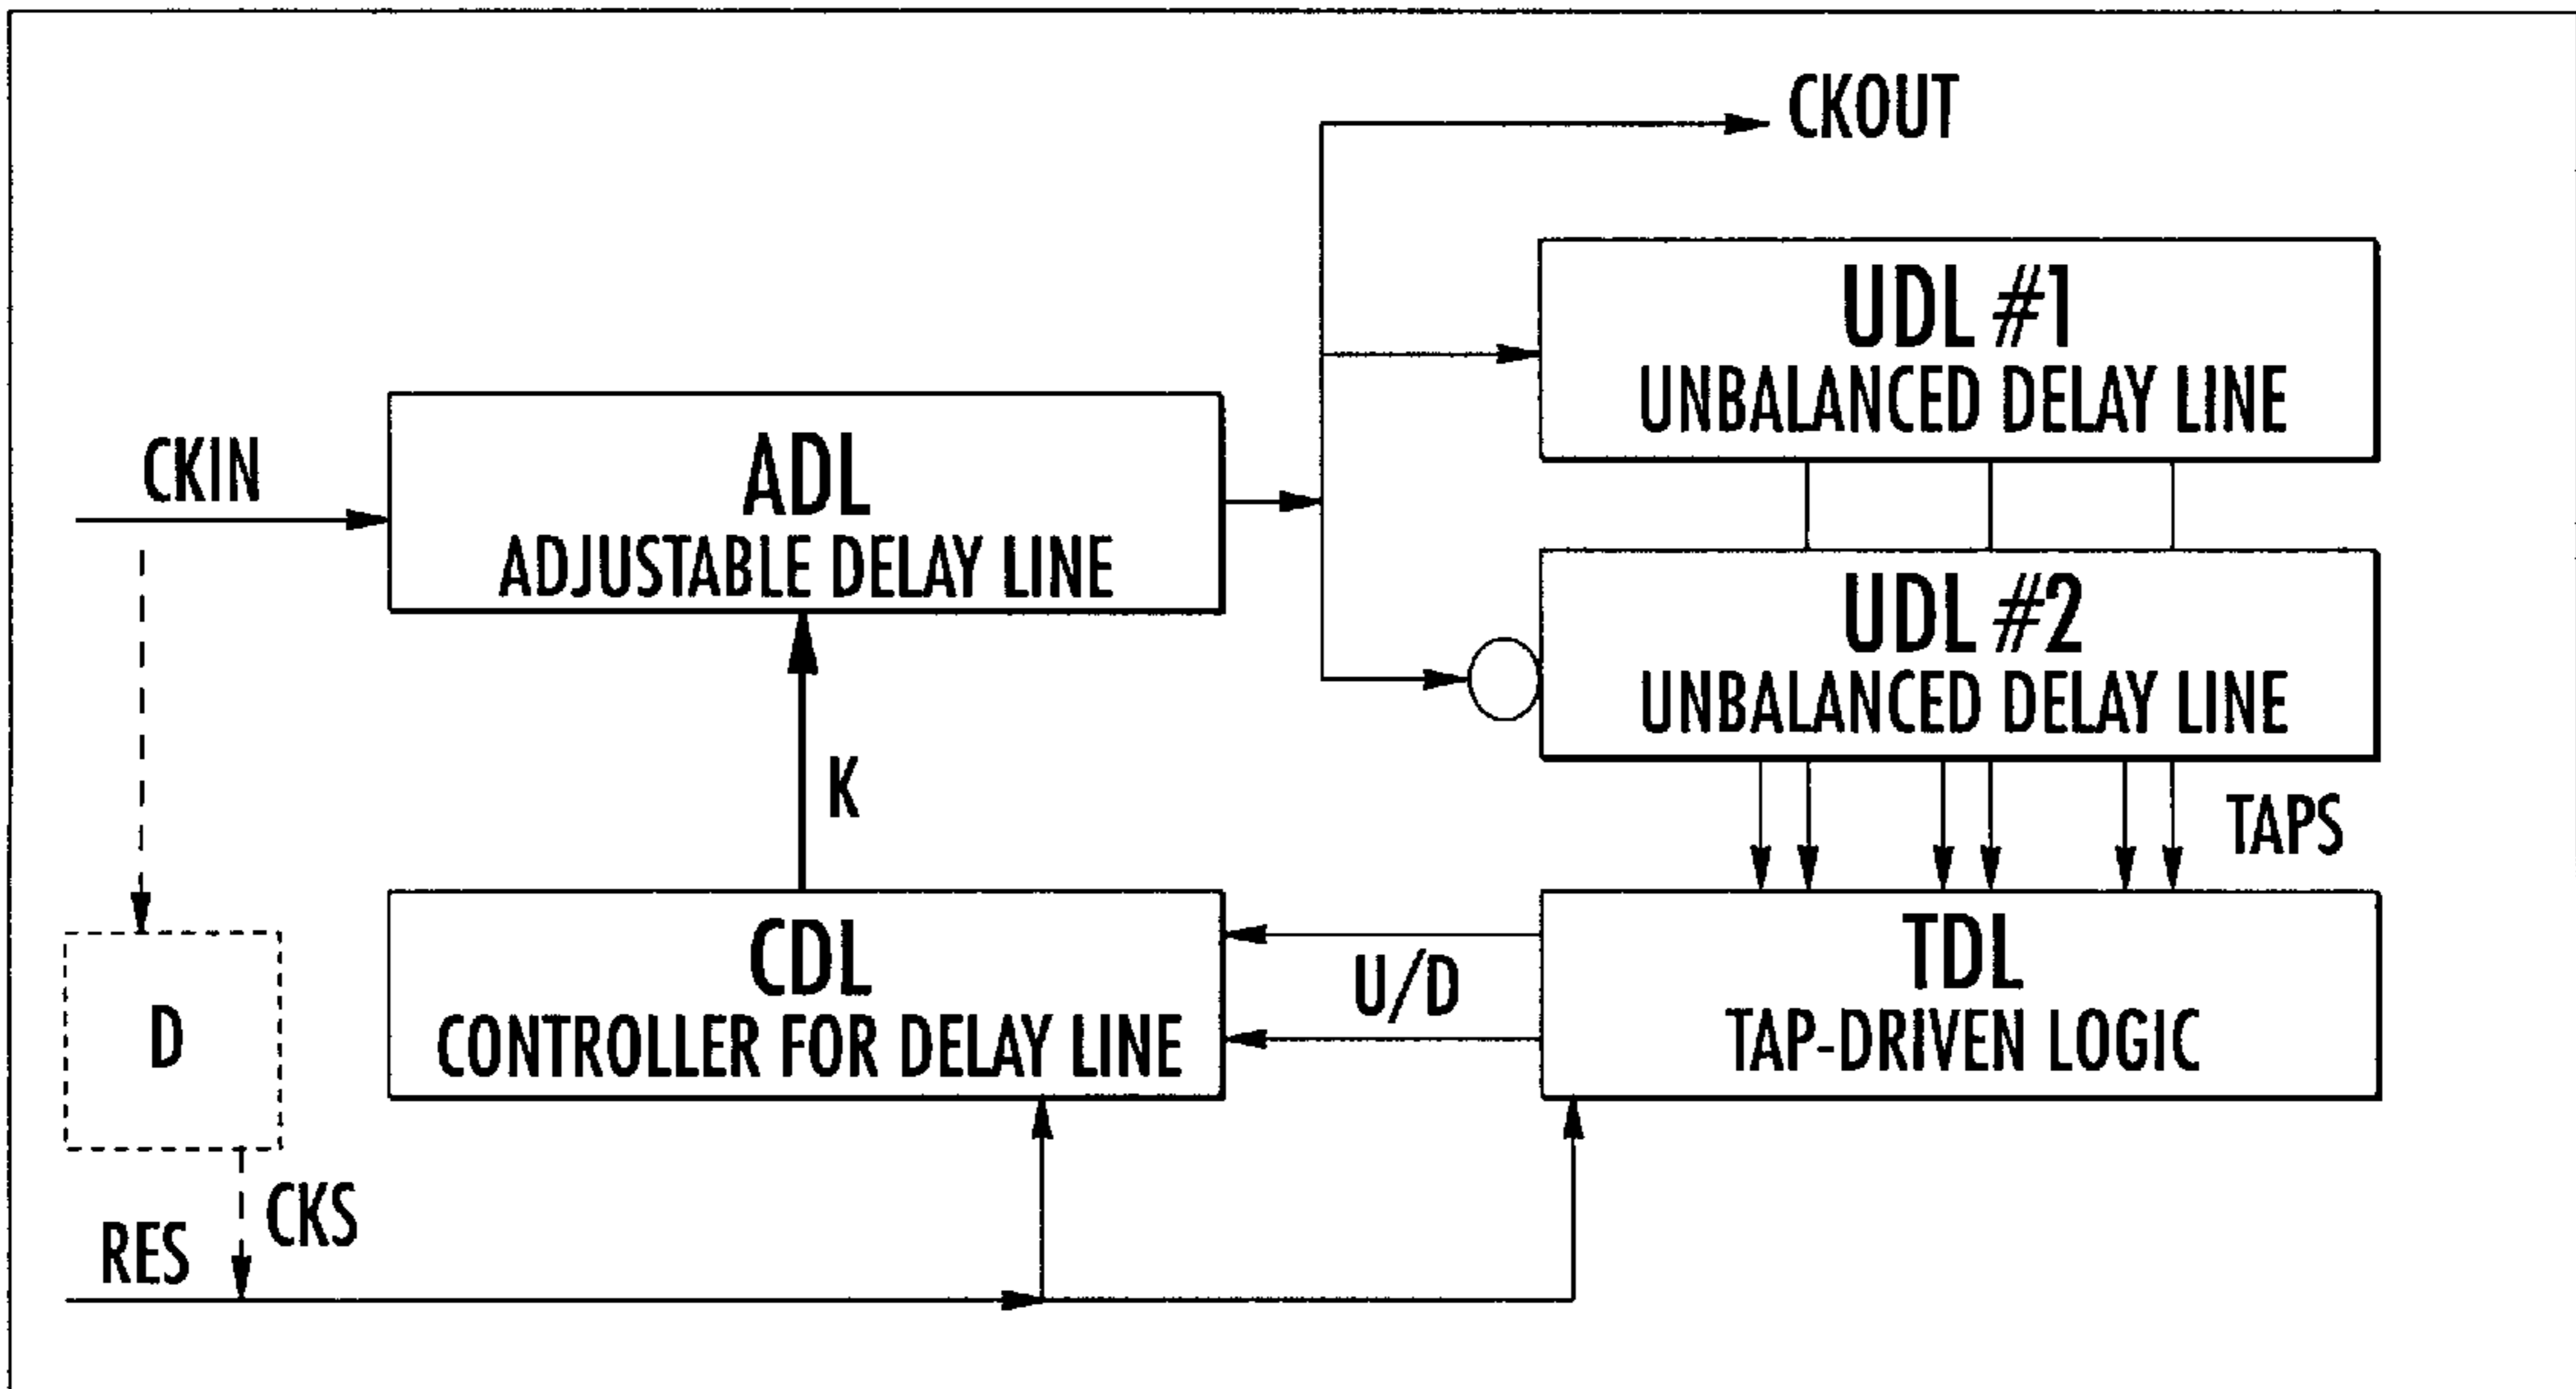 CKOUT
UDL #1
UNBALANCED DELAY LINE
CKIN
ADL
ADJUSTABLE DELAY LINE
UDL #2
UNBALANCED DELAY LINE
K
TAPS
CDL
CONTROLLER FOR DELAY LINE
U/D
TDL
TAP-DRIVEN LOGIC
D
CKS
RES